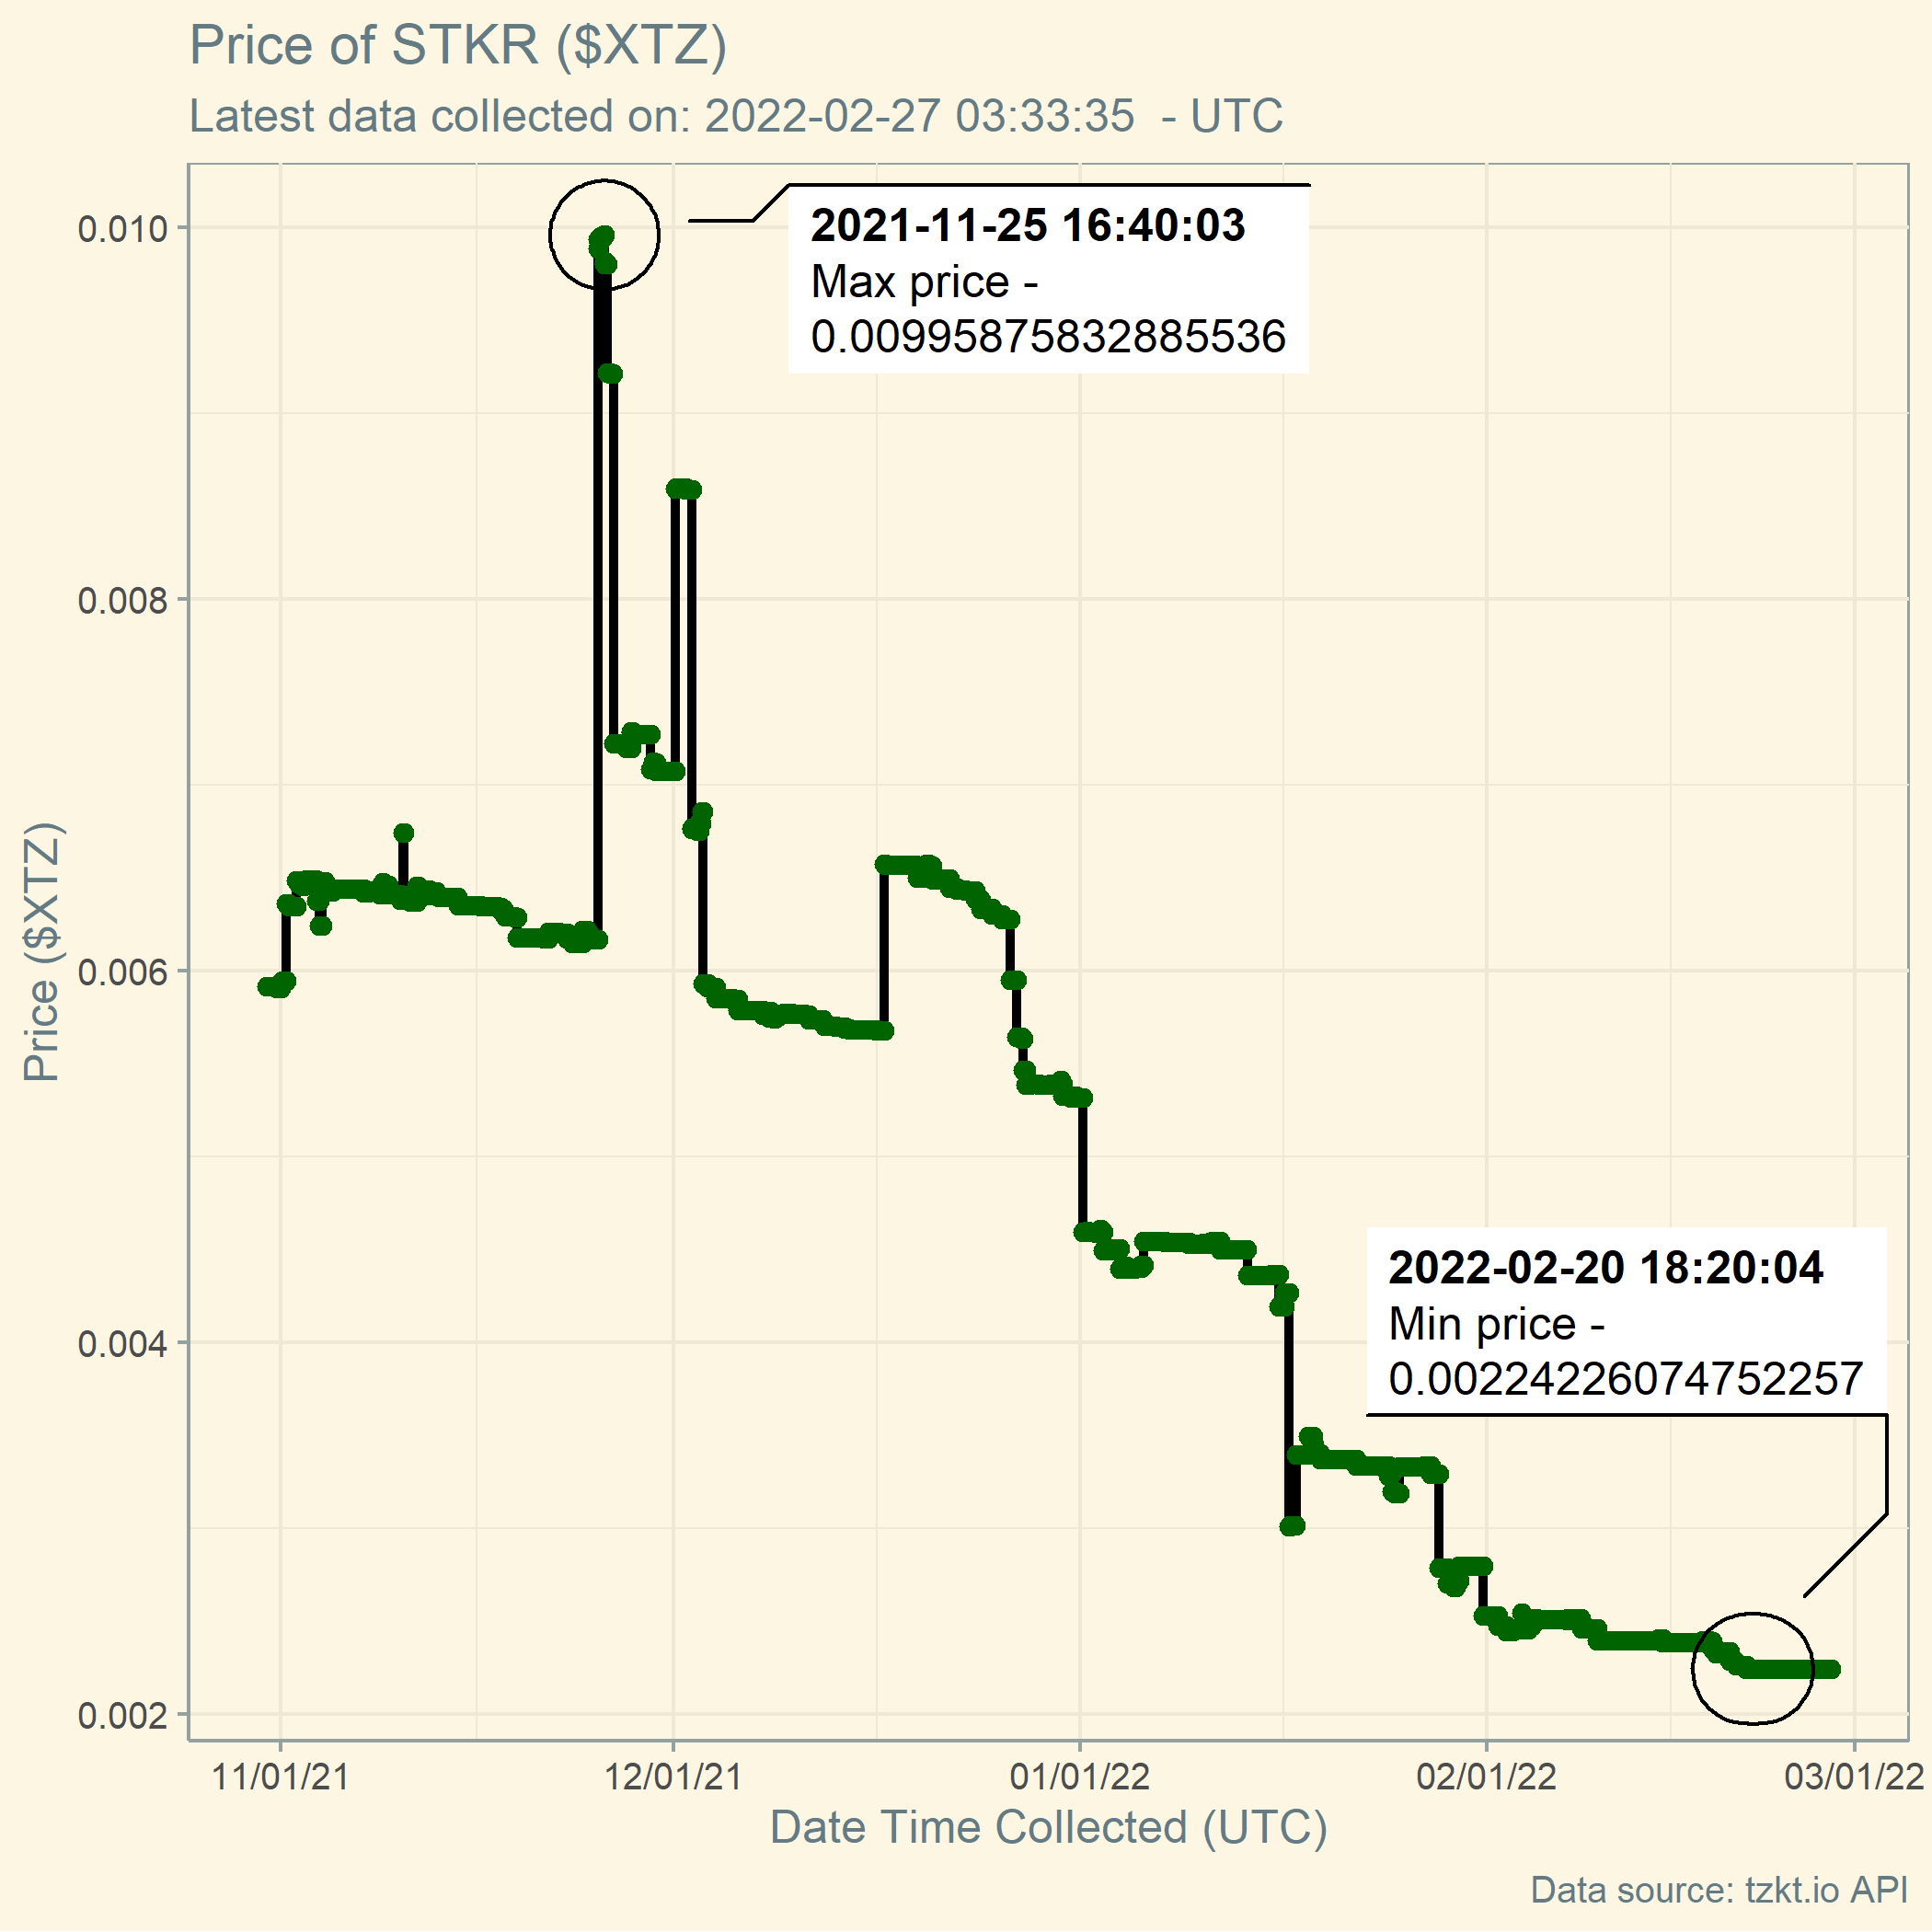 Price of STKR ($XTZ)
Latest data collected on: 2022-02-27 03:33:35  - UTC
2021-11-25 16:40:03
Max price -
0.00995875832885536
2022-02-20 18:20:04
Min price -
0.00224226074752257
Price ($XTZ)
0.010
0.008
0.006
0.004
0.002
11/01/21
12/01/21
01/01/22
02/01/22
03/01/22
Date Time Collected (UTC)
Data source: tzkt.io API